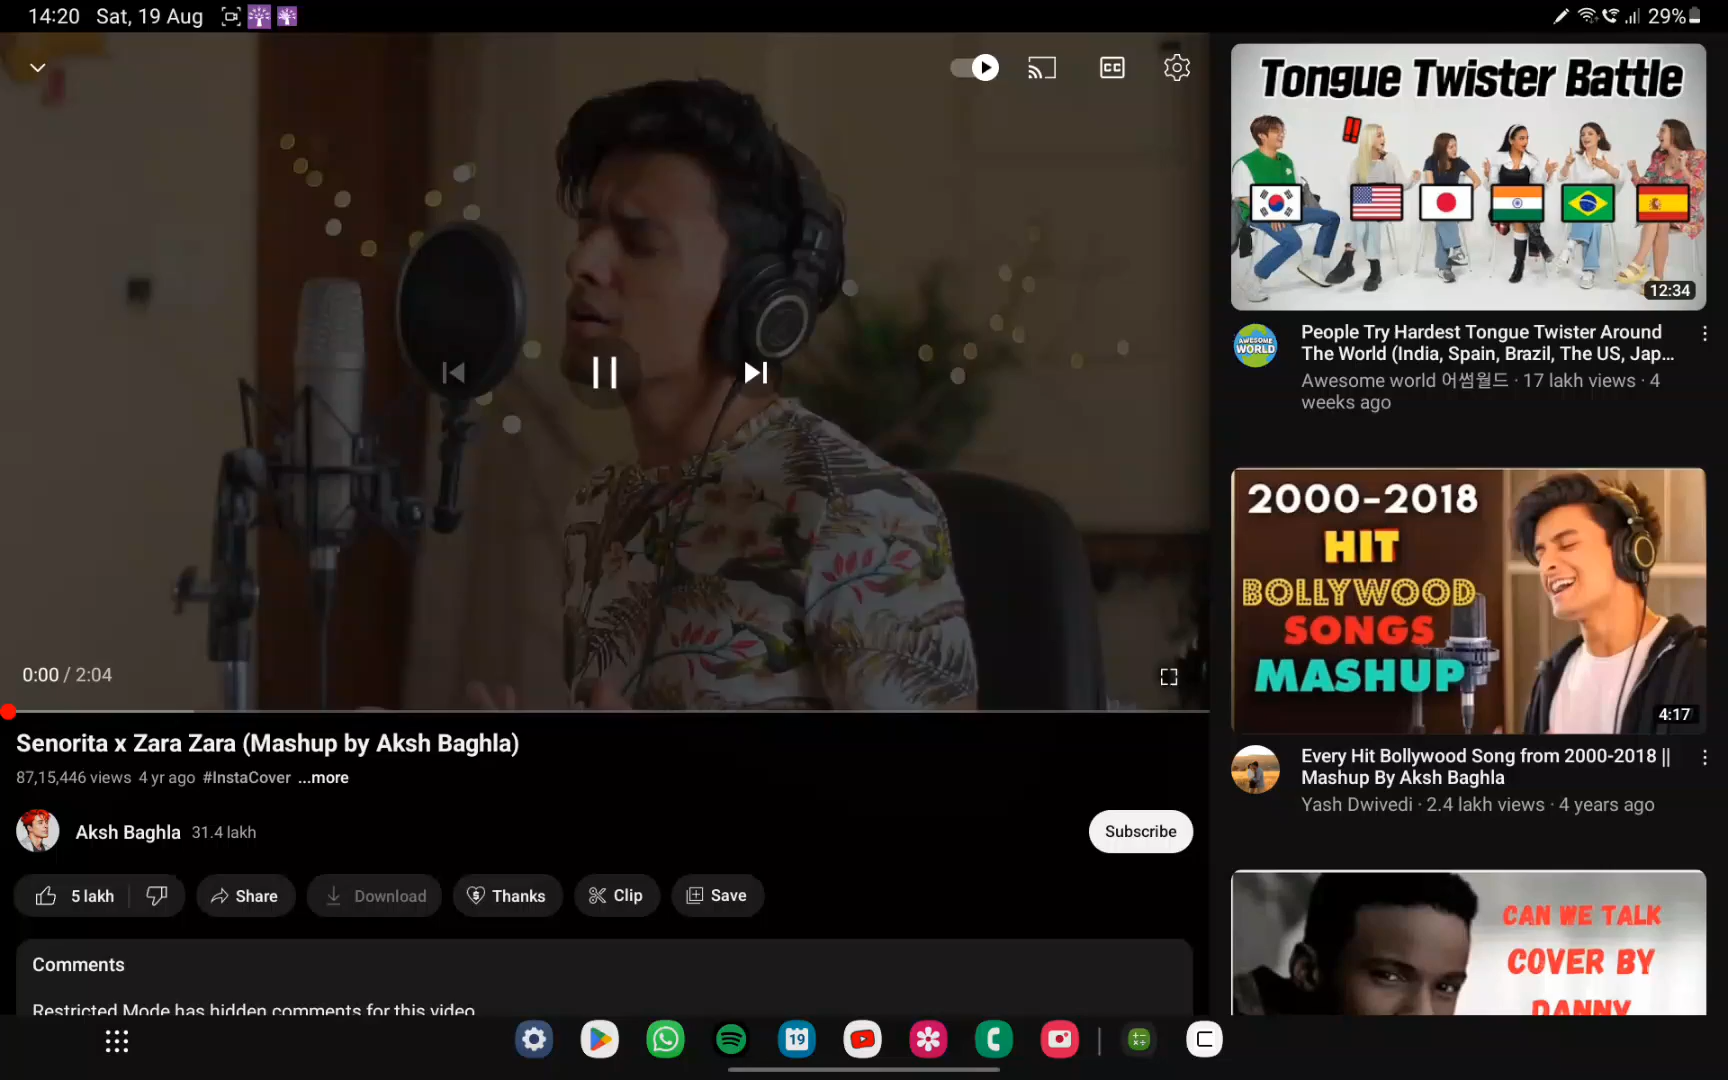 14:20 Sat, 19 Aug
29%
CC
0:00 / 2:04
Senorita x Zara Zara (Mashup by Aksh Baghla)
87,15,446 views 4 yr ago #InstaCover ...more
Aksh Baghla 31.4 lakh
Subscribe
5 lakh
Share
Download
Thanks
Clip
Save
Comments
Restricted Mode has hidden comments for this video
Tongue Twister Battle
12:34
AWESOME
WORLD
People Try Hardest Tongue Twister Around
The World (India, Spain, Brazil, The US, Jap...
Awesome world 어썸월드 · 17 lakh views · 4
weeks ago
2000-2018
HIT
BOLLYWOOD
SONGS
MASHUP
4:17
Every Hit Bollywood Song from 2000-2018 ||
Mashup By Aksh Baghla
Yash Dwivedi · 2.4 lakh views · 4 years ago
CAN WE TALK
COVER BY
DANNY
19